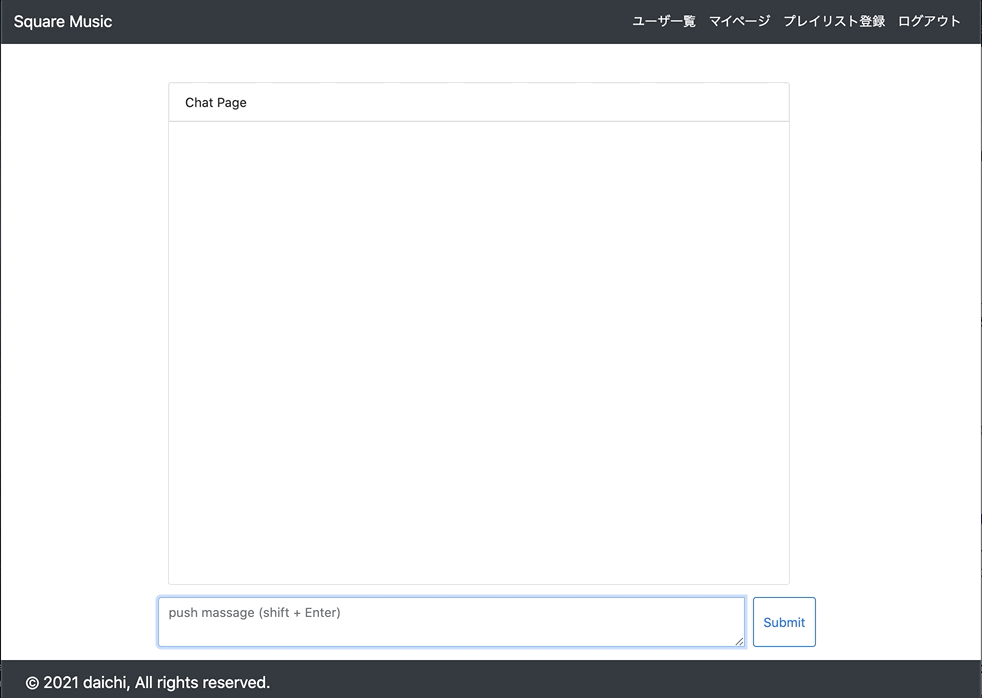 Square Music ユーザ一覧 マイページ プレイリスト登録 ログアウト
Chat Page
push massage (shift + Enter)
Submit
© 2021 daichi, All rights reserved.